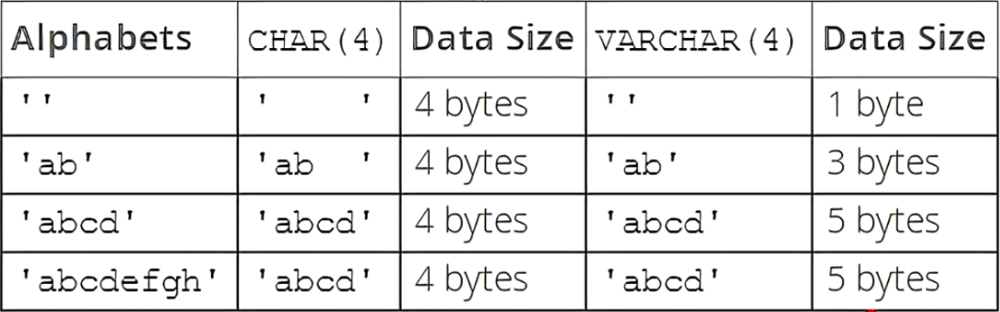 Alphabets CHAR(4) Data Size VARCHAR(4) Data Size
'' '    ' 4 bytes '' 1 byte
'ab' 'ab  ' 4 bytes 'ab' 3 bytes
'abcd' 'abcd' 4 bytes 'abcd' 5 bytes
'abcdefgh' 'abcd' 4 bytes 'abcd' 5 bytes